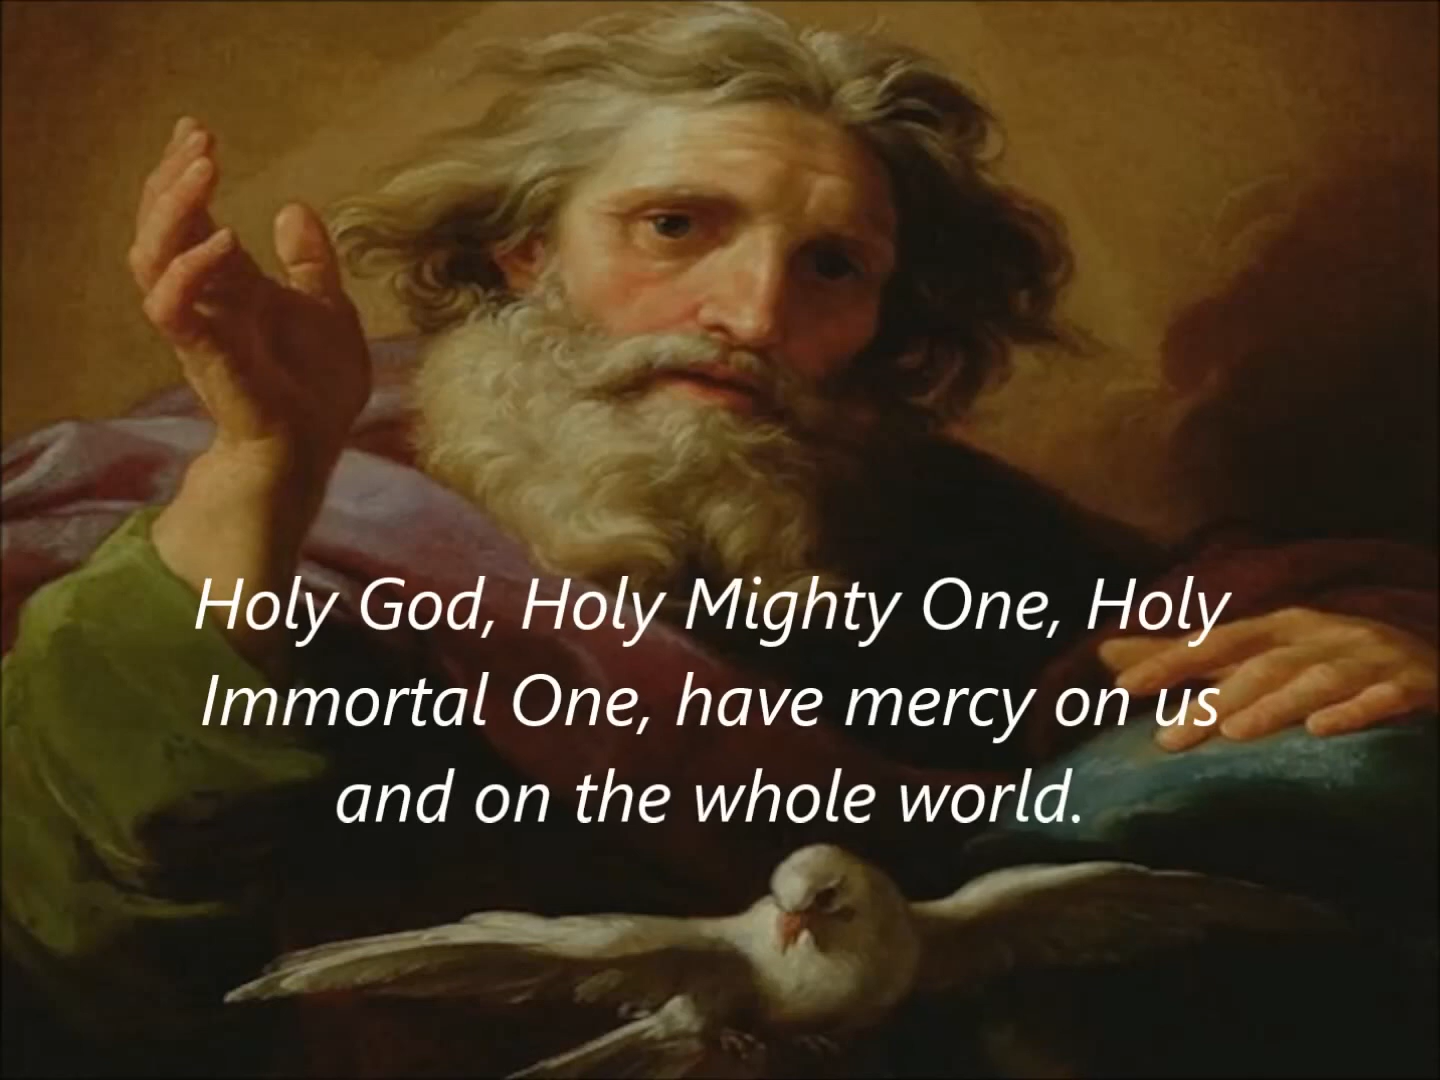 Holy God, Holy Mighty One, Holy
Immortal One, have mercy on us
and on the whole world.